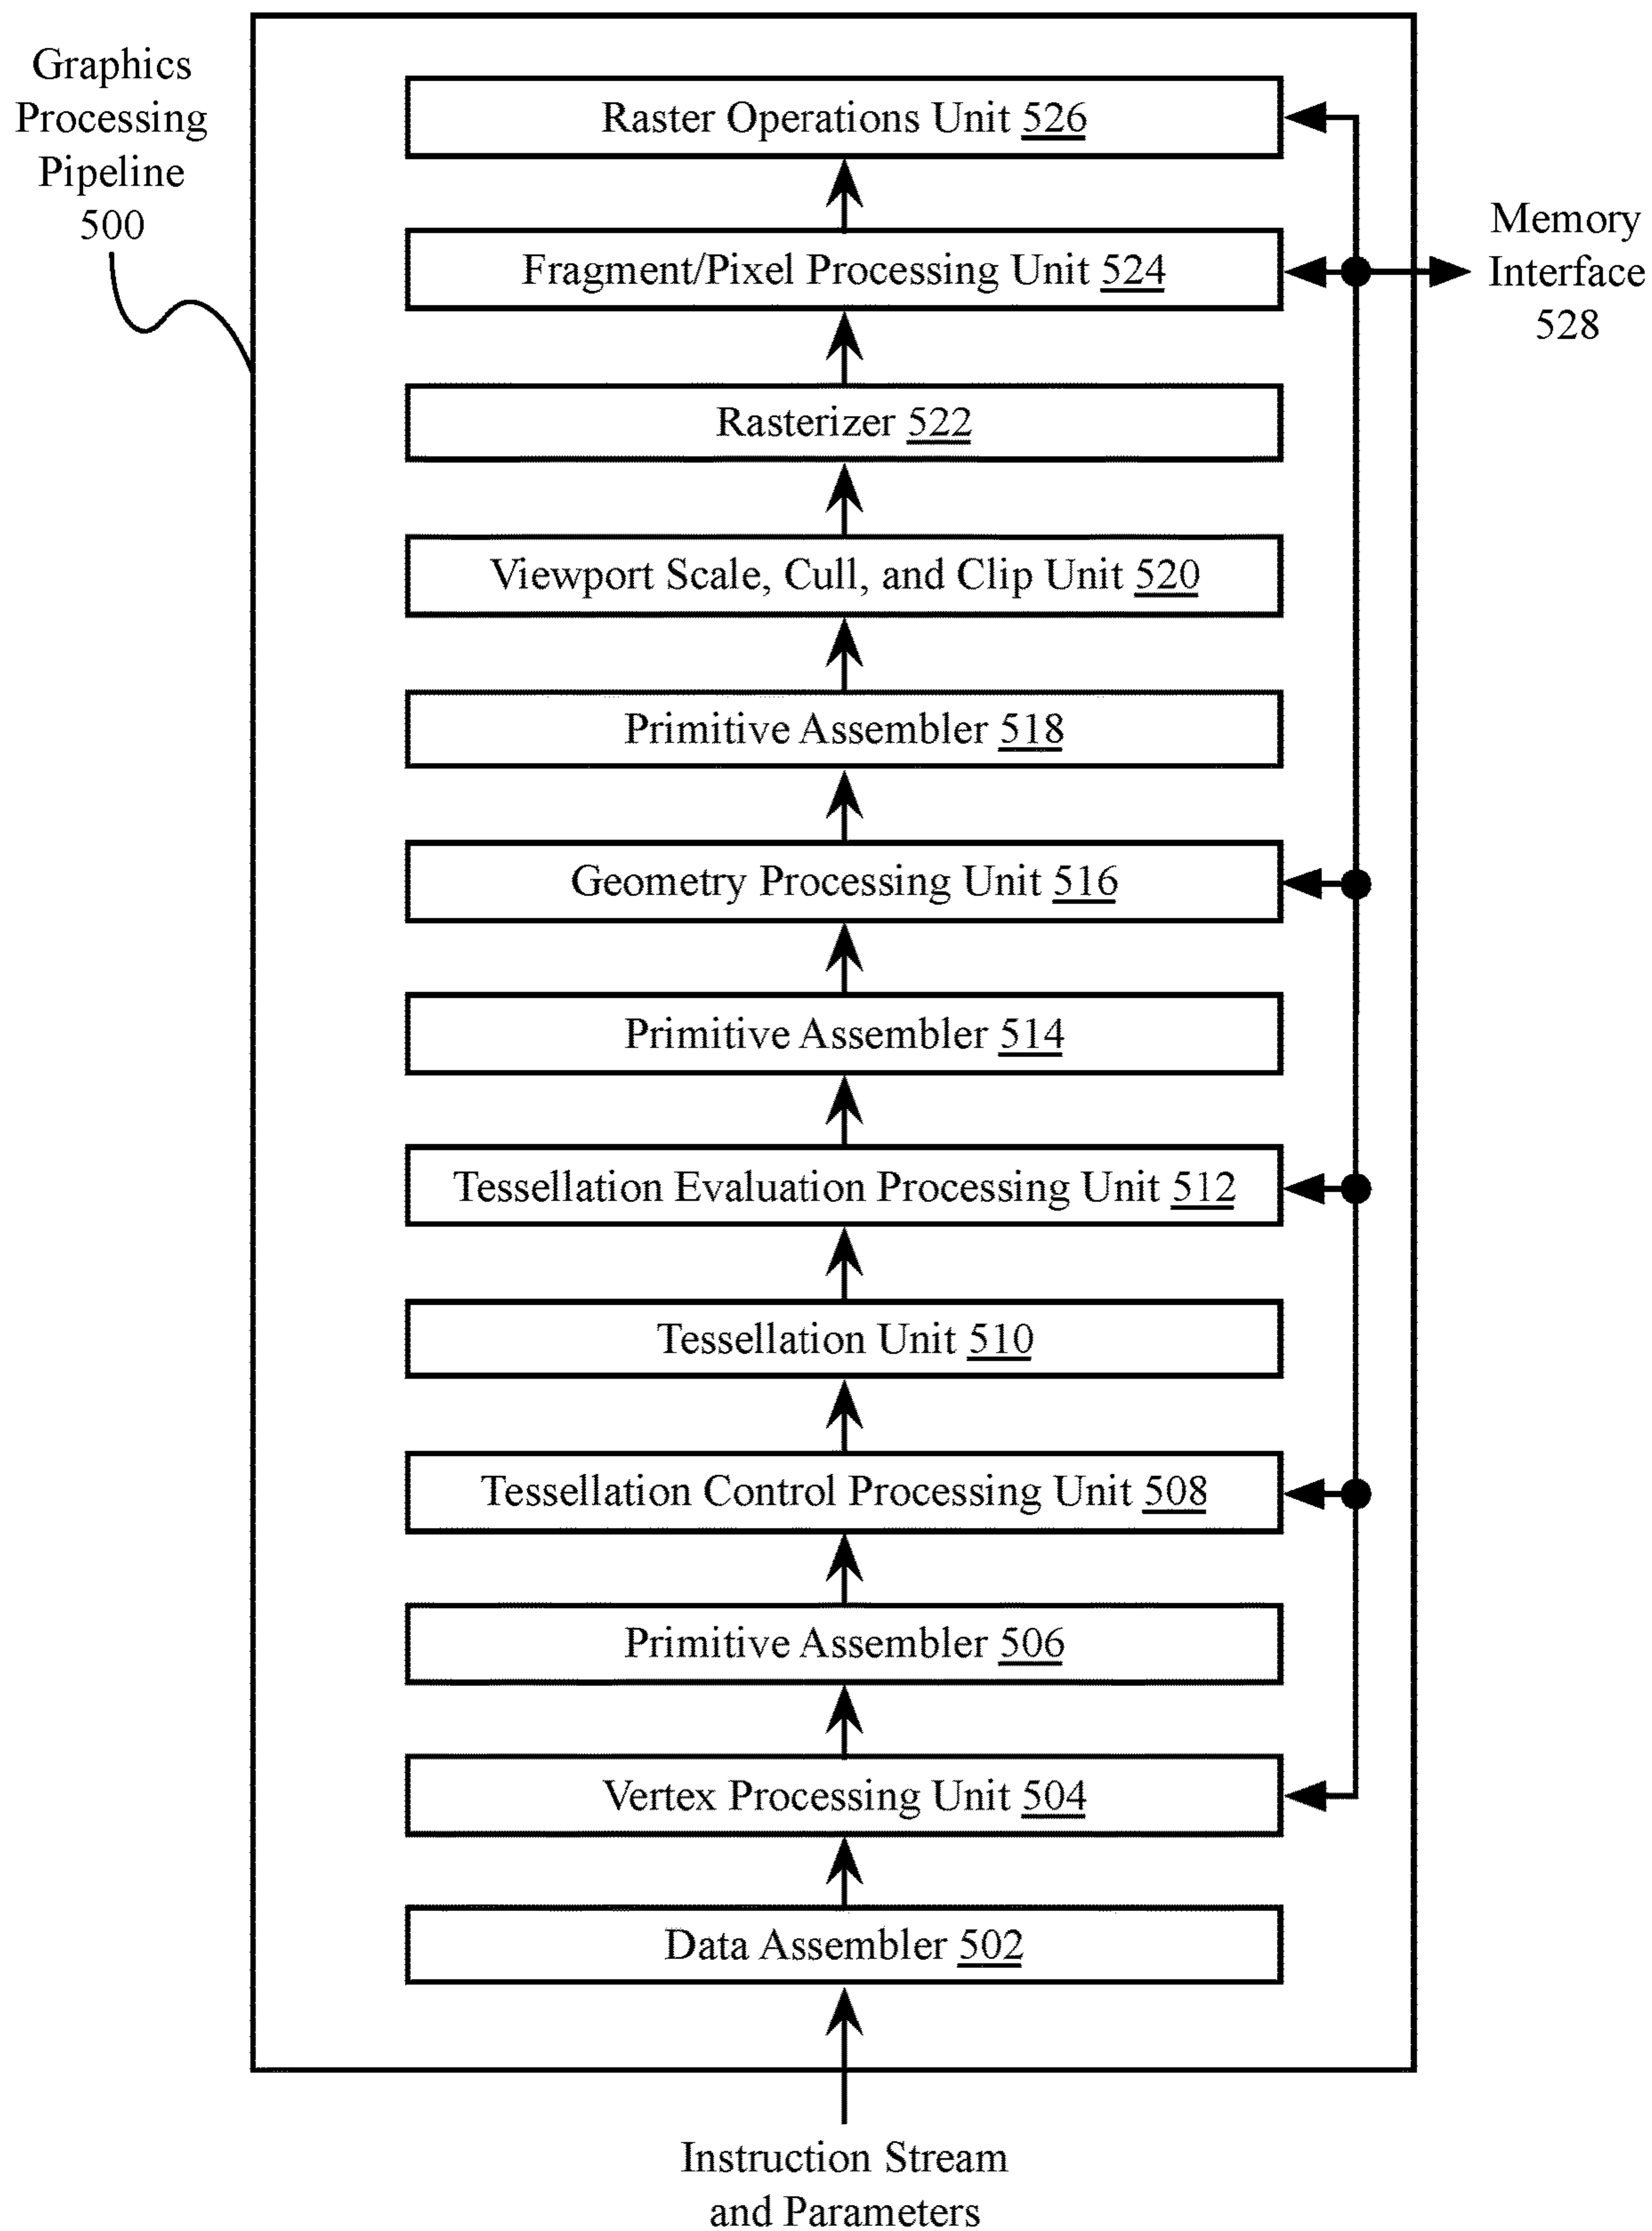 Graphics
Processing
Pipeline
500
Raster Operations Unit 526
Fragment/Pixel Processing Unit 524
Memory
Interface
528
Rasterizer 522
Viewport Scale, Cull, and Clip Unit 520
Primitive Assembler 518
Geometry Processing Unit 516
Primitive Assembler 514
Tessellation Evaluation Processing Unit 512
Tessellation Unit 510
Tessellation Control Processing Unit 508
Primitive Assembler 506
Vertex Processing Unit 504
Data Assembler 502
Instruction Stream
and Parameters